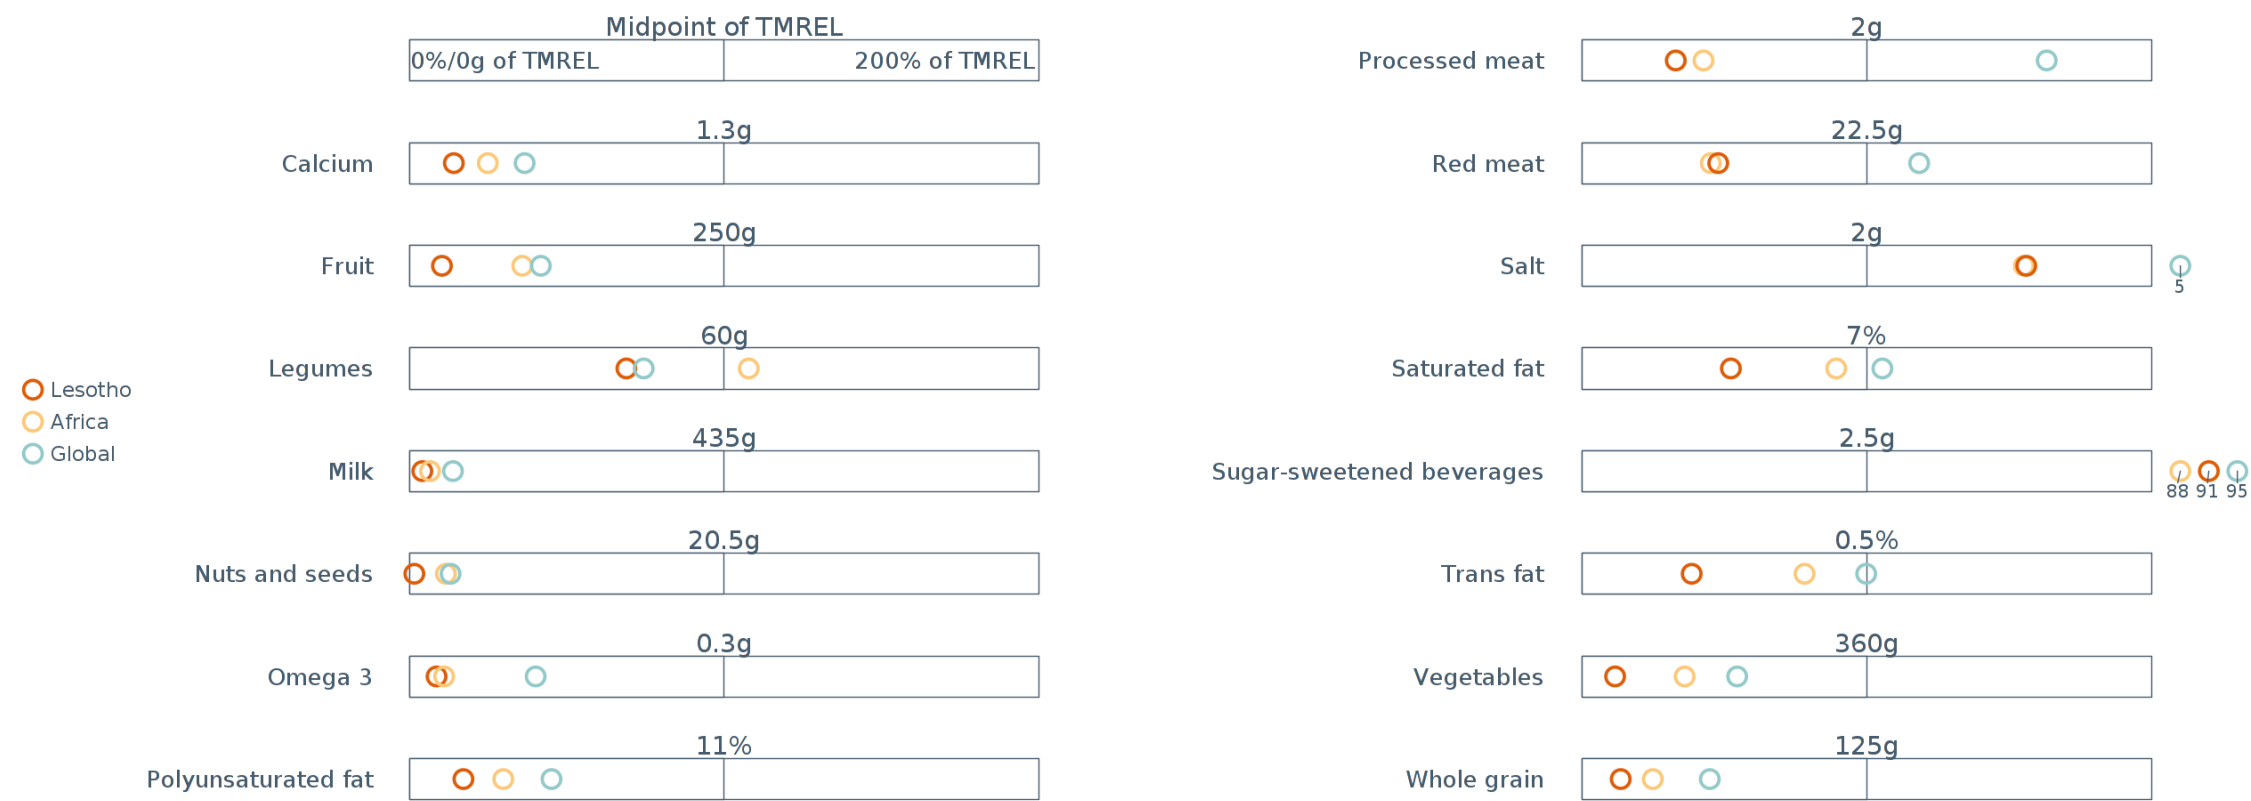 Midpoint of TMREL
0%/0g of TMREL 200% of TMREL
1.3g
Calcium
250g
Fruit
60g
Legumes
435g
Milk
20.5g
Nuts and seeds
0.3g
Omega 3
11%
Polyunsaturated fat
Lesotho
Africa
Global
2g
Processed meat
22.5g
Red meat
2g
Salt
5
7%
Saturated fat
2.5g
Sugar-sweetened beverages
88 91 95
0.5%
Trans fat
360g
Vegetables
125g
Whole grain